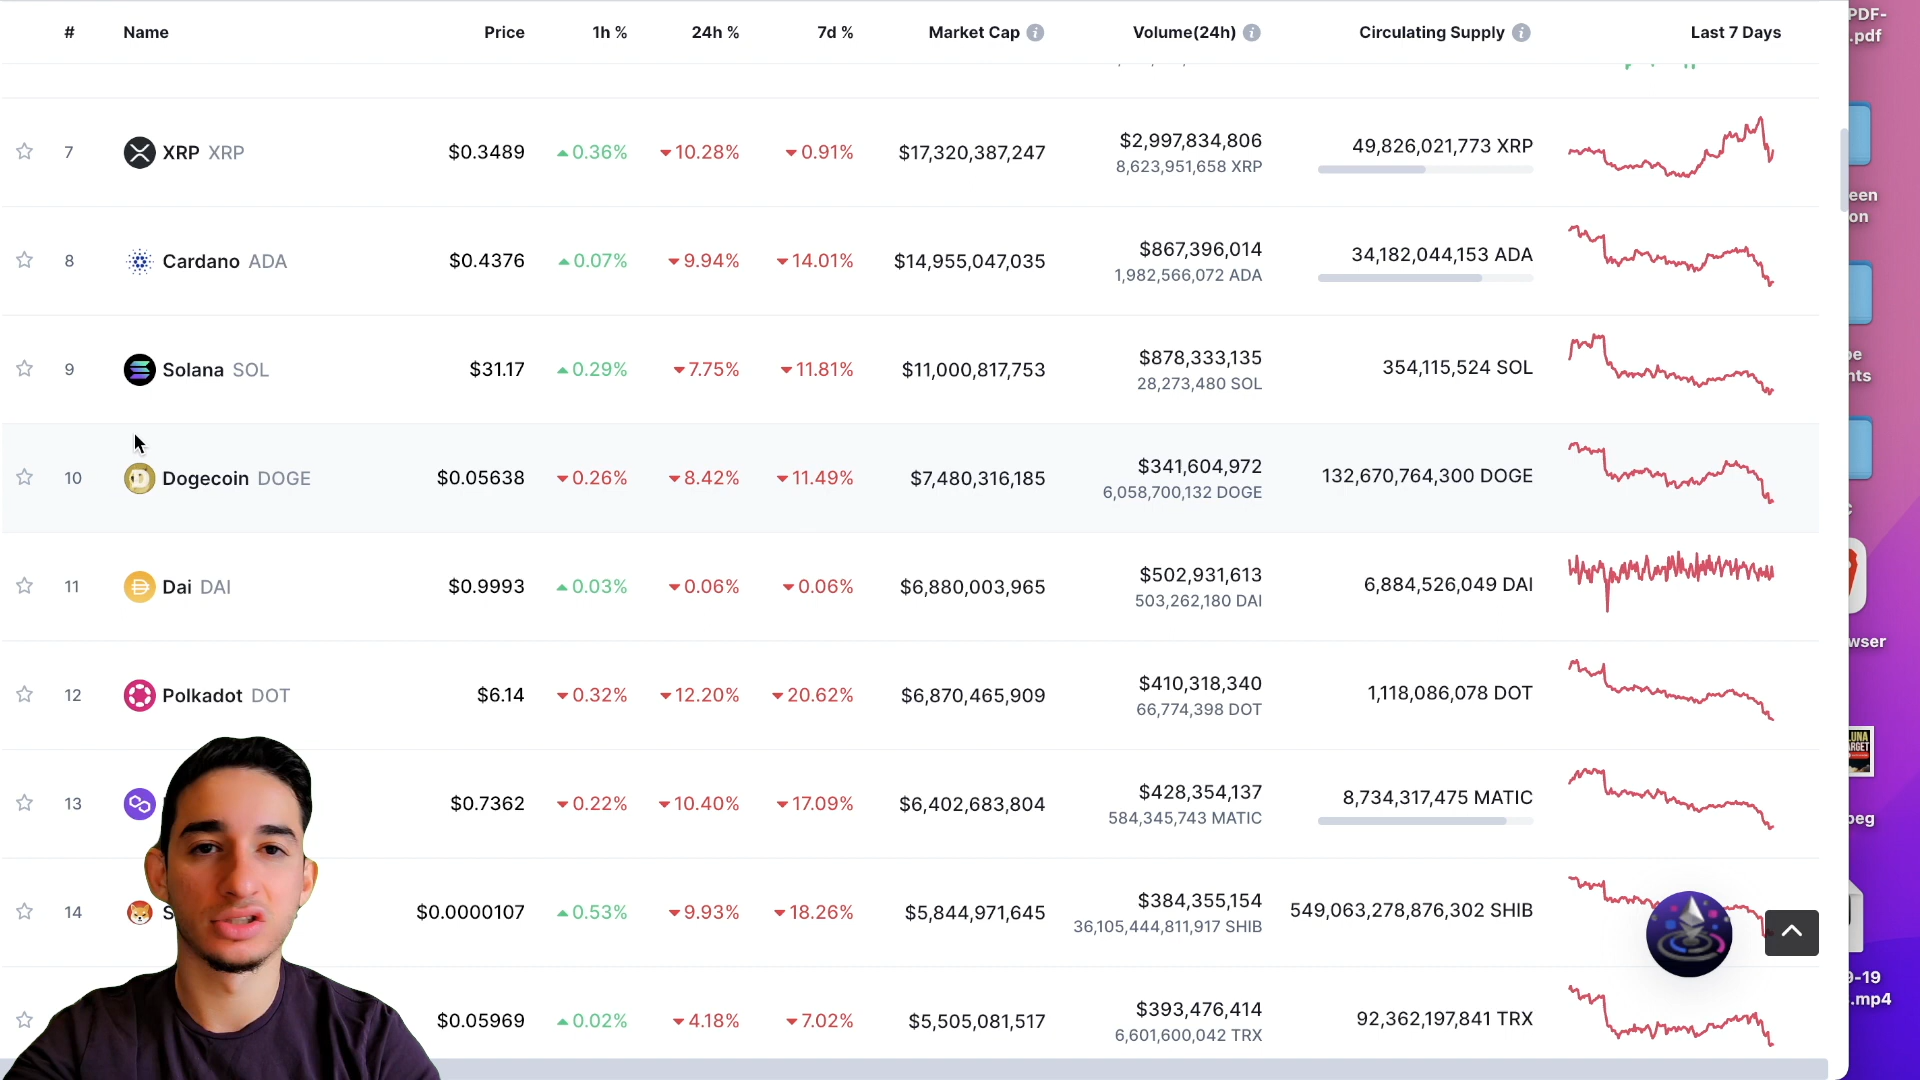 # Name Price 1h % 24h % 7d % Market Cap Volume(24h) Circulating Supply Last 7 Days
7 XRP XRP $0.3489 0.36% 10.28% 0.91% $17,320,387,247 $2,997,834,806 49,826,021,773 XRP
8,623,951,658 XRP
8 Cardano ADA $0.4376 0.07% 9.94% 14.01% $14,955,047,035 $867,396,014 34,182,044,153 ADA
1,982,566,072 ADA
9 Solana SOL $31.17 0.29% 7.75% 11.81% $11,000,817,753 $878,333,135 354,115,524 SOL
28,273,480 SOL
10 Dogecoin DOGE $0.05638 0.26% 8.42% 11.49% $7,480,316,185 $341,604,972 132,670,764,300 DOGE
6,058,700,132 DOGE
11 Dai DAI $0.9993 0.03% 0.06% 0.06% $6,880,003,965 $502,931,613 6,884,526,049 DAI
503,262,180 DAI
12 Polkadot DOT $6.14 0.32% 12.20% 20.62% $6,870,465,909 $410,318,340 1,118,086,078 DOT
66,774,398 DOT
13 $0.7362 0.22% 10.40% 17.09% $6,402,683,804 $428,354,137 8,734,317,475 MATIC
584,345,743 MATIC
14 S $0.0000107 0.53% 9.93% 18.26% $5,844,971,645 $384,355,154 549,063,278,876,302 SHIB
36,105,444,811,917 SHIB
$0.05969 0.02% 4.18% 7.02% $5,505,081,517 $393,476,414 92,362,197,841 TRX
6,601,600,042 TRX
PDF-
.pdf
een
on
pe
nts
wser
LUNA
ARGET
peg
9-19
.mp4